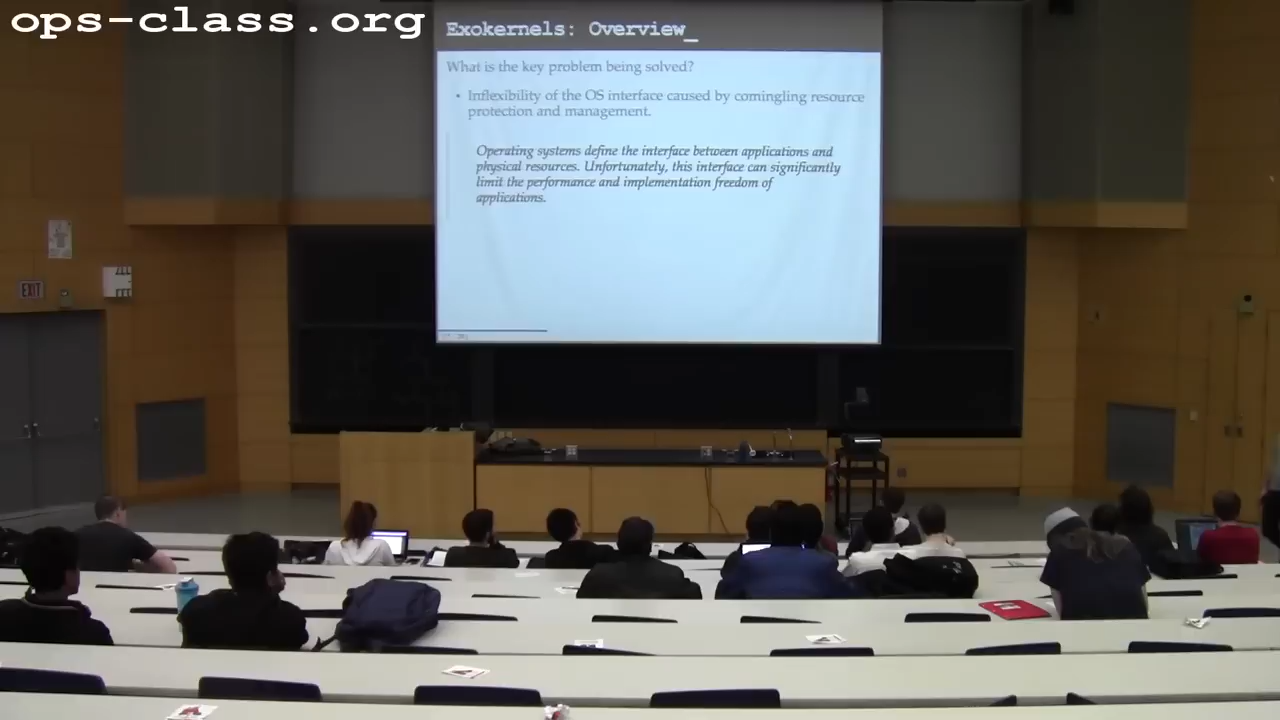 ops-class.org
Exokernels: Overview_
What is the key problem being solved?
• Inflexibility of the OS interface caused by comingling resource
protection and management.
Operating systems define the interface between applications and
physical resources. Unfortunately, this interface can significantly
limit the performance and implementation freedom of
applications.
EXIT